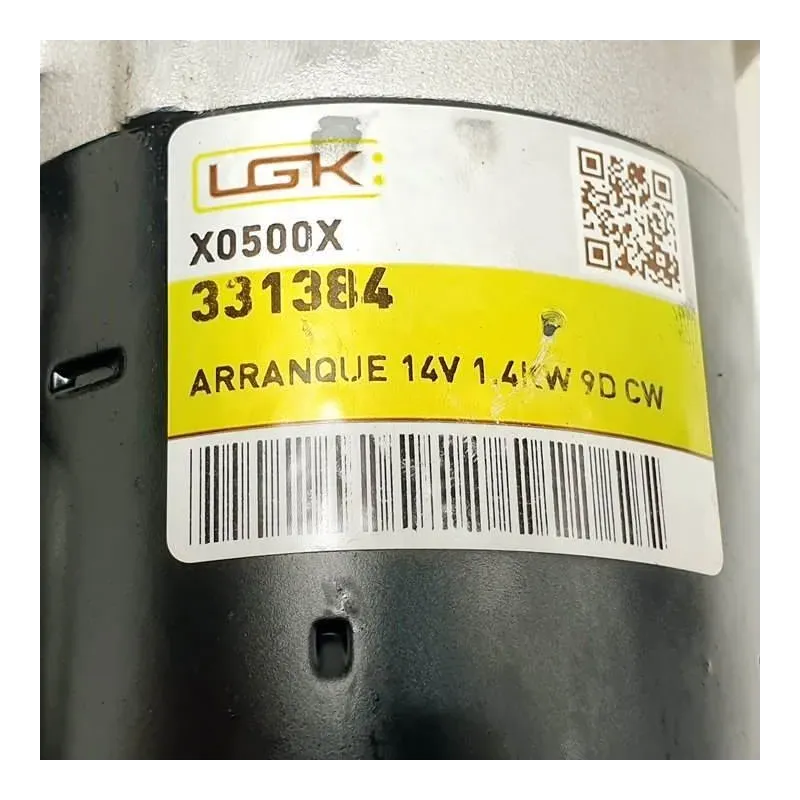 LGK:
X0500X
331384
ARRANQUE 14V 1.4KW 9D CW